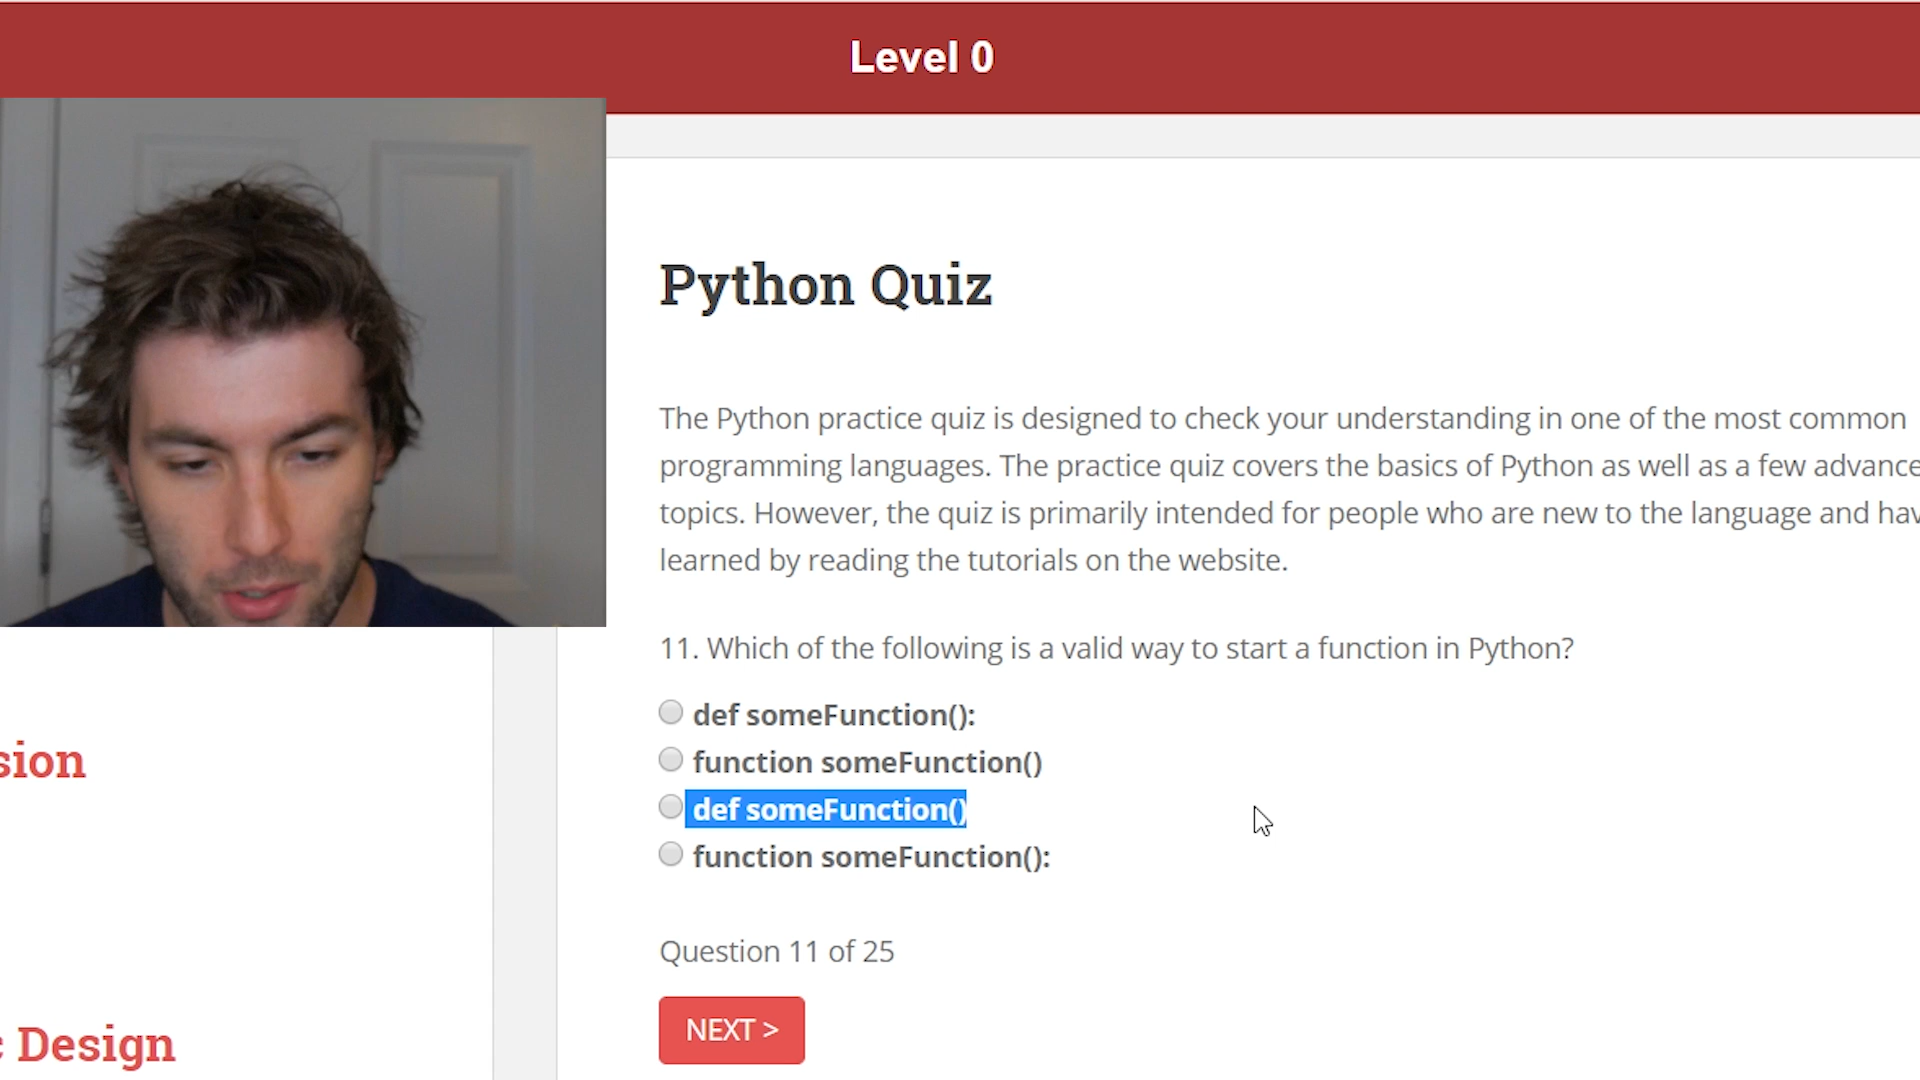 Level 0
Python Quiz
The Python practice quiz is designed to check your understanding in one of the most common
programming languages. The practice quiz covers the basics of Python as well as a few advance
topics. However, the quiz is primarily intended for people who are new to the language and hav
learned by reading the tutorials on the website.
11. Which of the following is a valid way to start a function in Python?
def someFunction():
function someFunction()
def someFunction()
function someFunction():
Question 11 of 25
NEXT >
sion
c Design